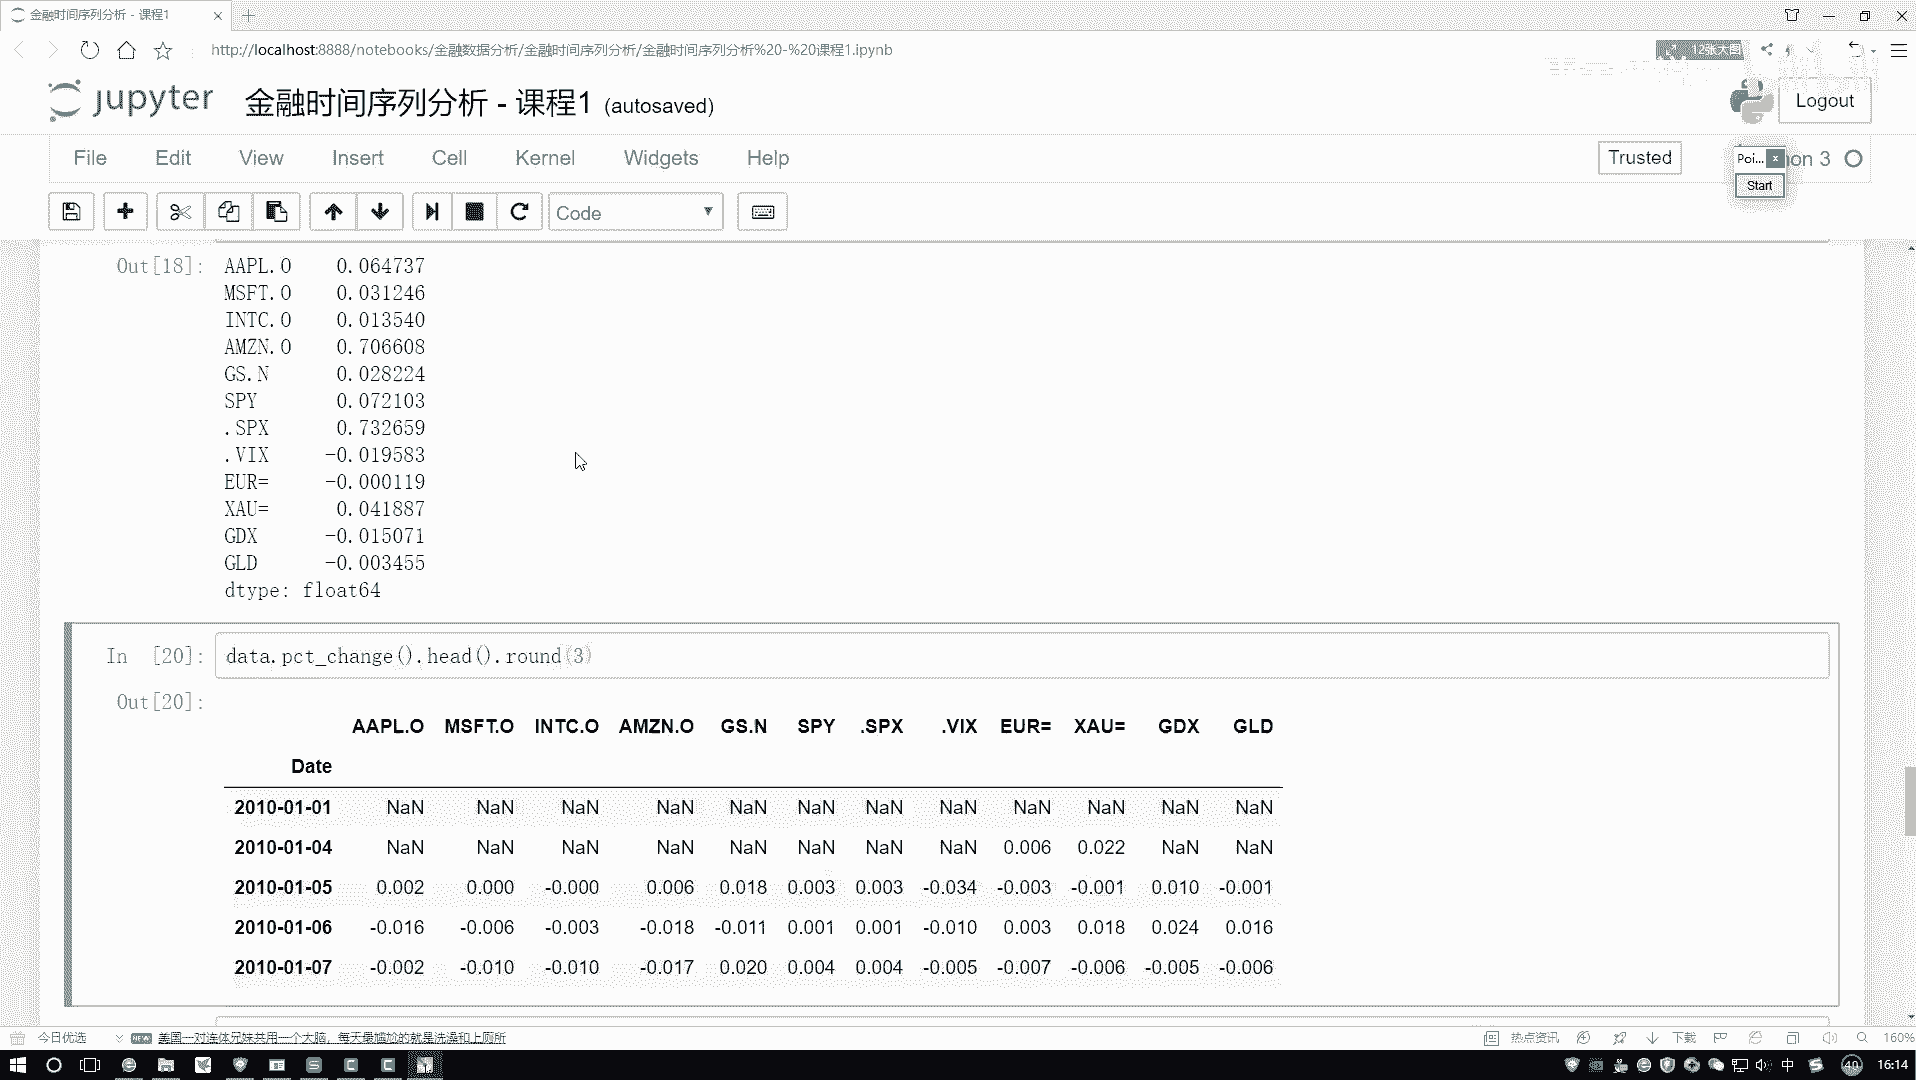 金融时间序列分析 - 课程1
http://localhost:8888/notebooks/金融数据分析/金融时间序列分析/金融时间序列分析%20-%20课程1.ipynb
12张大图
jupyter 金融时间序列分析 - 课程1 (autosaved)
Logout
File Edit View Insert Cell Kernel Widgets Help
Trusted
Poi...
on 3
Start
Code
Out[18]: AAPL.O 0.064737
MSFT.O 0.031246
INTC.O 0.013540
AMZN.O 0.706608
GS.N 0.028224
SPY 0.072103
.SPX 0.732659
.VIX -0.019583
EUR= -0.000119
XAU= 0.041887
GDX -0.015071
GLD -0.003455
dtype: float64
In [20]: data.pct_change().head().round(3)
Out[20]:
AAPL.O MSFT.O INTC.O AMZN.O GS.N SPY .SPX .VIX EUR= XAU= GDX GLD
Date
2010-01-01 NaN NaN NaN NaN NaN NaN NaN NaN NaN NaN NaN NaN
2010-01-04 NaN NaN NaN NaN NaN NaN NaN NaN 0.006 0.022 NaN NaN
2010-01-05 0.002 0.000 -0.000 0.006 0.018 0.003 0.003 -0.034 -0.003 -0.001 0.010 -0.001
2010-01-06 -0.016 -0.006 -0.003 -0.018 -0.011 0.001 0.001 -0.010 0.003 0.018 0.024 0.016
2010-01-07 -0.002 -0.010 -0.010 -0.017 0.020 0.004 0.004 -0.005 -0.007 -0.006 -0.005 -0.006
今日优选 NEW 美国一对连体兄妹共用一个大脑，每天最尴尬的就是洗澡和上厕所
热点资讯 下载 160%
中 40 16:14